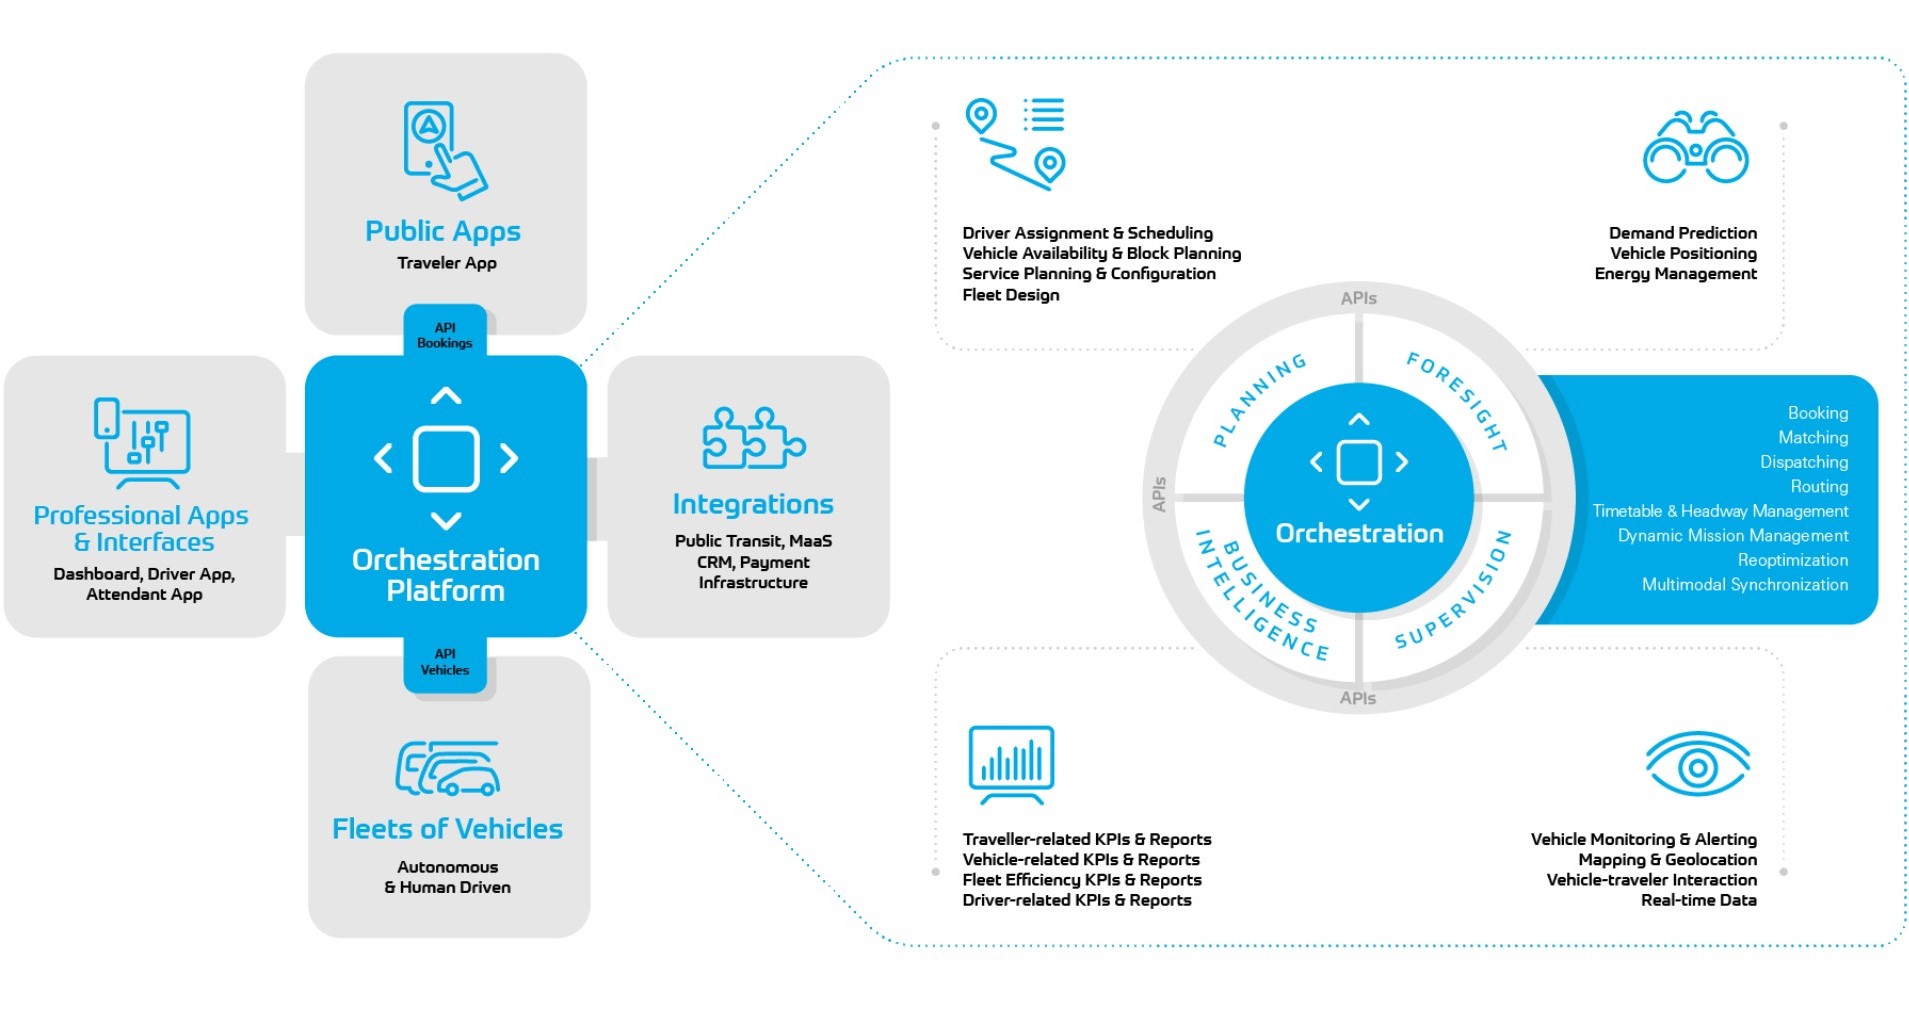 Public Apps
Traveler App
API
Bookings
Professional Apps
& Interfaces
Dashboard, Driver App,
Attendant App
Orchestration
Platform
Integrations
Public Transit, MaaS
CRM, Payment
Infrastructure
API
Vehicles
Fleets of Vehicles
Autonomous
& Human Driven
Driver Assignment & Scheduling
Vehicle Availability & Block Planning
Service Planning & Configuration
Fleet Design
Demand Prediction
Vehicle Positioning
Energy Management
APIs
PLANNING
FORESIGHT
APIs
Orchestration
BUSINESS
INTELLIGENCE
SUPERVISION
APIs
Booking
Matching
Dispatching
Routing
Timetable & Headway Management
Dynamic Mission Management
Reoptimization
Multimodal Synchronization
Traveller-related KPIs & Reports
Vehicle-related KPIs & Reports
Fleet Efficiency KPIs & Reports
Driver-related KPIs & Reports
Vehicle Monitoring & Alerting
Mapping & Geolocation
Vehicle-traveler Interaction
Real-time Data